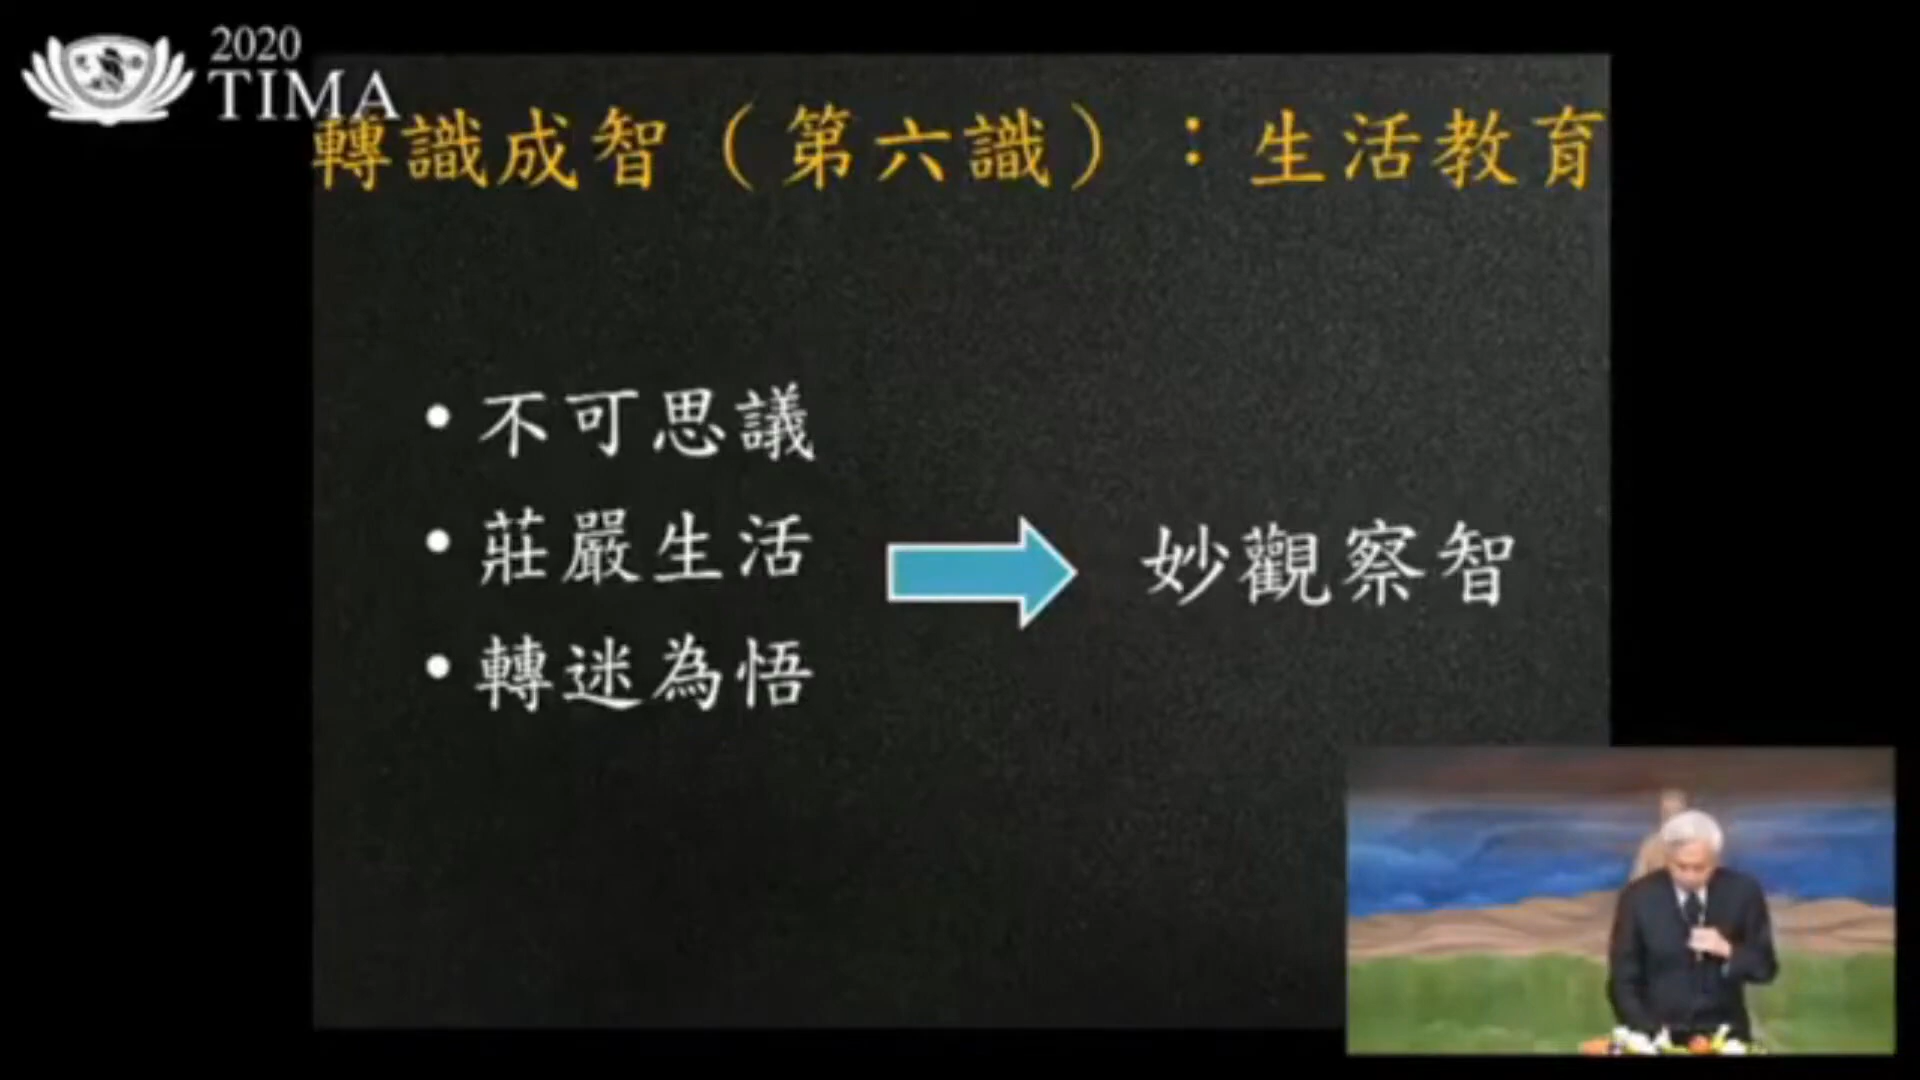 2020
TIMA
轉識成智（第六識）：生活教育
• 不可思議
• 莊嚴生活
• 轉迷為悟
妙觀察智